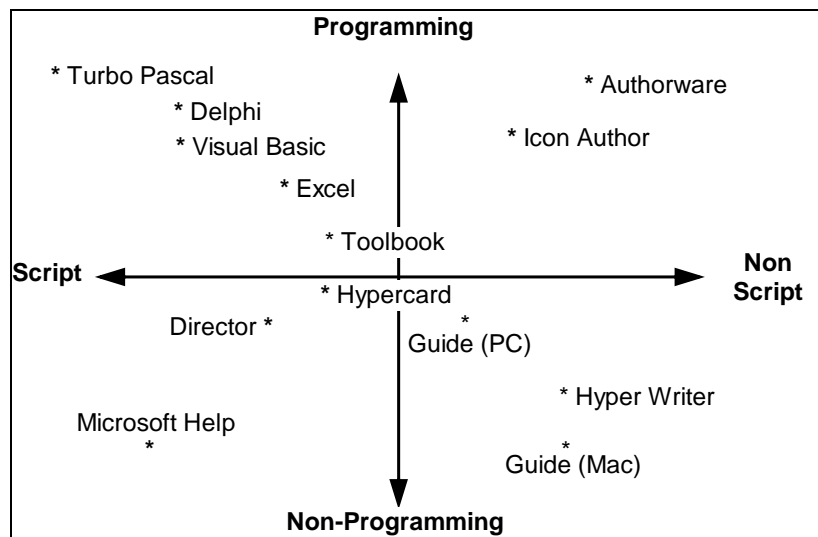 Programming
* Turbo Pascal
* Authorware
* Delphi
* Icon Author
* Visual Basic
* Excel
* Toolbook
Script
Non
Script
* Hypercard
Director *
*
Guide (PC)
* Hyper Writer
Microsoft Help
*
*
Guide (Mac)
Non-Programming